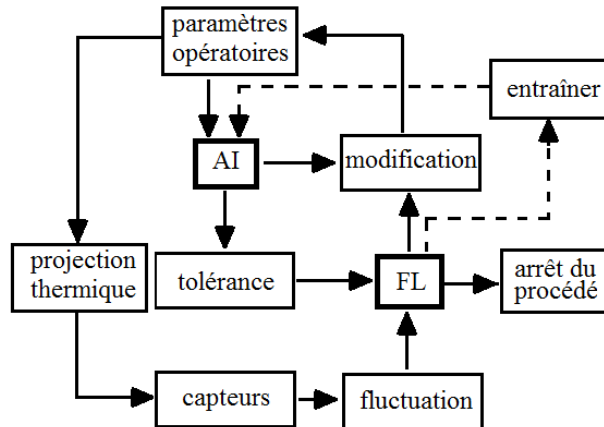 paramètres
opératoires
entraîner
AI
modification
projection
thermique
tolérance
FL
arrêt du
procédé
capteurs
fluctuation